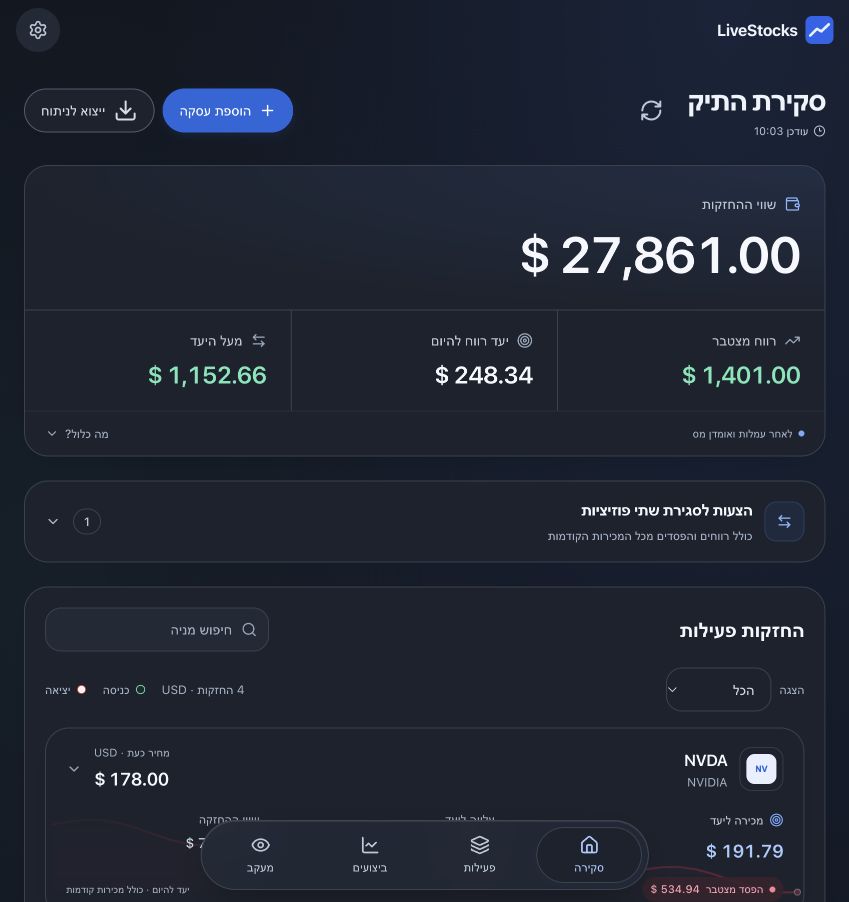 LiveStocks
סקירת התיק
עודכן 10:03
הוספת עסקה
ייצוא לניתוח
שווי ההחזקות
$ 27,861.00
רווח מצטבר
$ 1,401.00
יעד רווח להיום
$ 248.34
מעל היעד
$ 1,152.66
לאחר עמלות ואומדן מס
מה כלול?
הצעות לסגירת שתי פוזיציות
כולל רווחים והפסדים מכל המכירות הקודמות
1
החזקות פעילות
חיפוש מניה
הצגה
הכל
4 החזקות · USD
כניסה
יציאה
NV
NVDA
NVIDIA
מחיר כעת · USD
$ 178.00
מכירה ליעד
$ 191.79
הפסד מצטבר $ 534.94
יעד להיום · כולל מכירות קודמות
סקירה
פעילות
ביצועים
מעקב